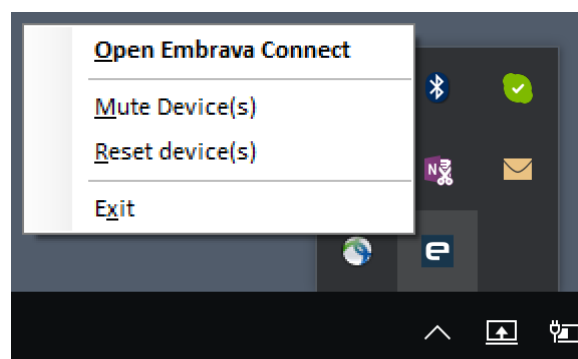 Open Embrava Connect
Mute Device(s)
Reset device(s)
Exit
N
e